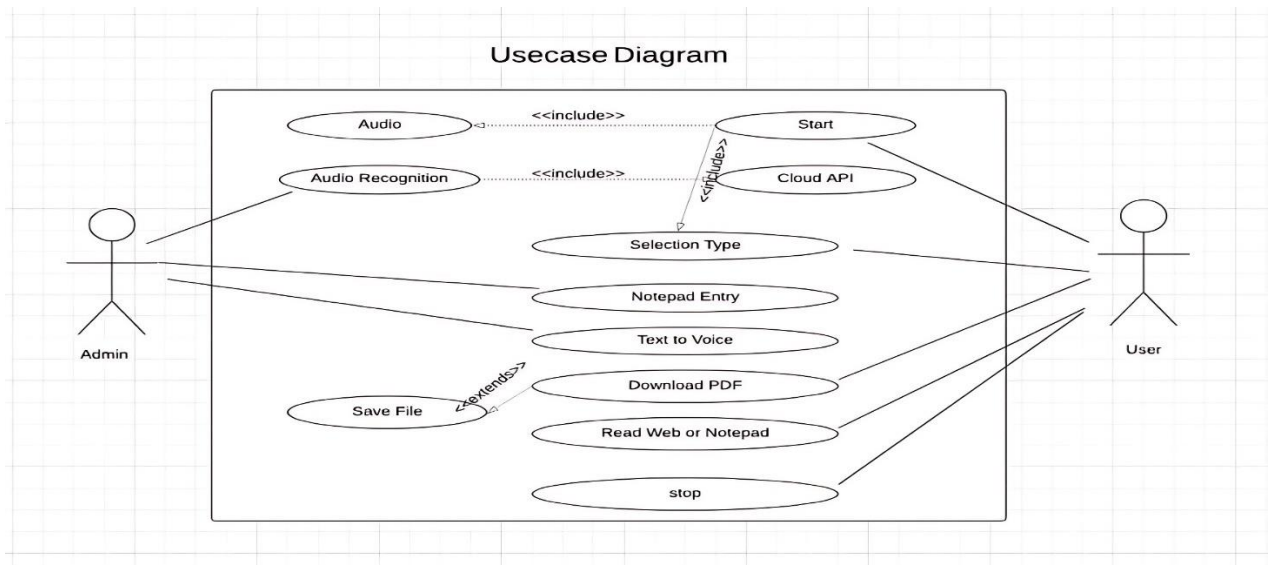 Usecase Diagram
Audio
<<include>>
Start
Audio Recognition
<<include>>
<<include>>
Cloud API
Selection Type
Notepad Entry
Admin
Text to Voice
User
<<extends>>
Download PDF
Save File
Read Web or Notepad
stop